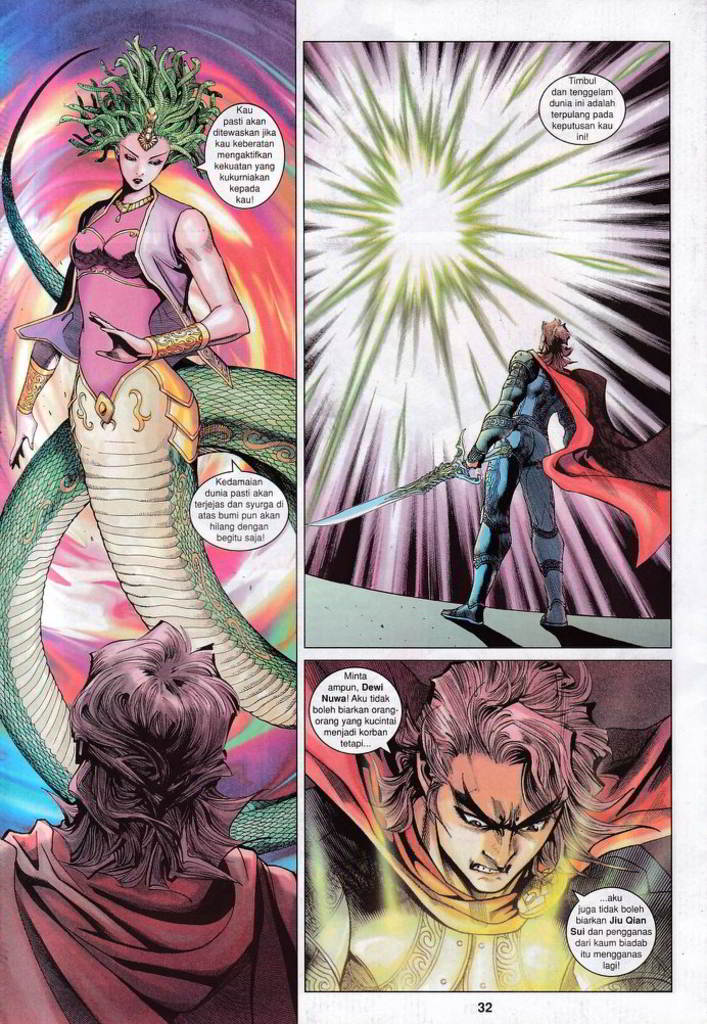 Kau
pasti akan
ditewaskan jika
kau keberatan
mengaktifkan
kekuatan yang
kukurniakan
kepada
kau!
Kedamaian
dunia pasti akan
terjejas dan syurga di
atas bumi pun akan
hilang dengan
begitu saja!
Timbul
dan tenggelam
dunia ini adalah
terpulang pada
keputusan kau
ini!
Minta
ampun, Dewi
Nuwa! Aku tidak
boleh biarkan orang-
orang yang kucintai
menjadi korban
tetapi...
...aku
juga tidak boleh
biarkan Jiu Qian
Sui dan pengganas
dari kaum biadab
itu mengganas
lagi!
32